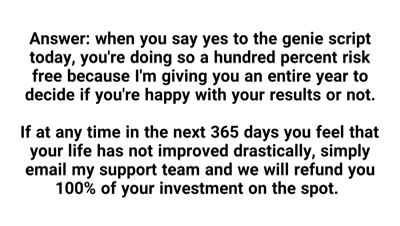 Answer: when you say yes to the genie script
today, you're doing so a hundred percent risk
free because I'm giving you an entire year to
decide if you're happy with your results or not.
If at any time in the next 365 days you feel that
your life has not improved drastically, simply
email my support team and we will refund you
100% of your investment on the spot.